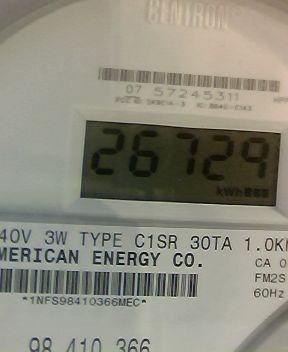 CENTRON
07 57245311
26729
kWh
40V 3W TYPE C1SR 30TA 1.0K
MERICAN ENERGY CO.
CA 0
FM2S
60Hz
*1NFS98410366MEC*
98 410 366